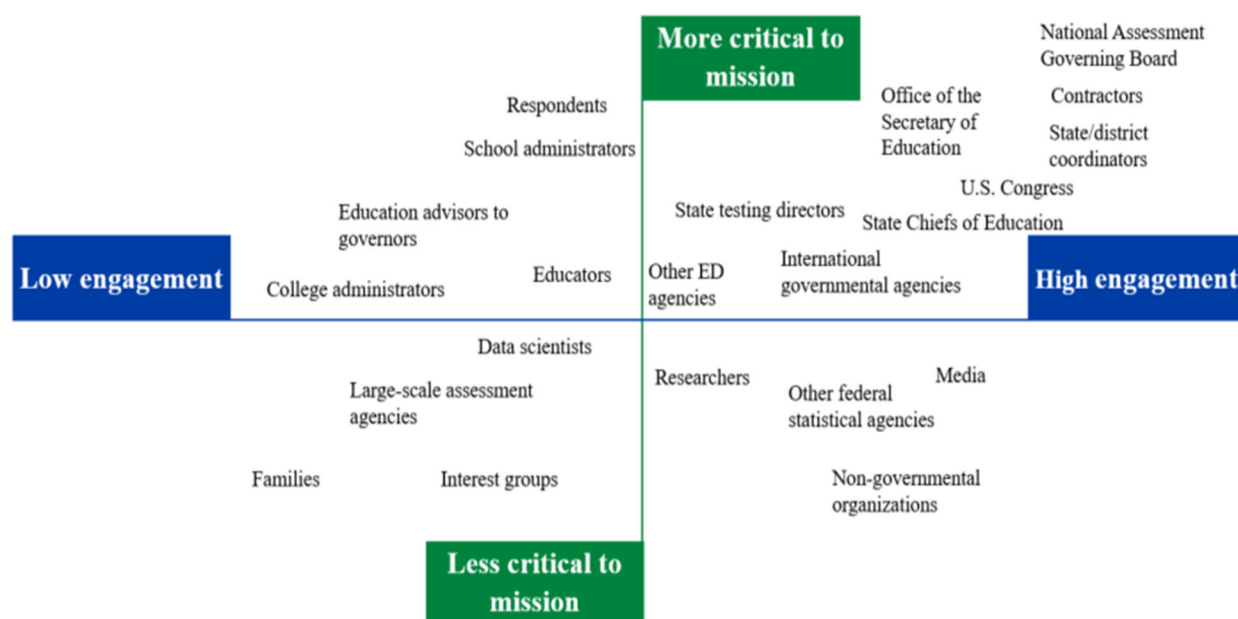 More critical to
mission
National Assessment
Governing Board
Respondents
Office of the
Secretary of
Education
Contractors
School administrators
State/district
coordinators
U.S. Congress
Education advisors to
governors
State testing directors
State Chiefs of Education
Low engagement
College administrators
Educators
Other ED
agencies
International
governmental agencies
High engagement
Data scientists
Large-scale assessment
agencies
Researchers
Other federal
statistical agencies
Media
Families
Interest groups
Non-governmental
organizations
Less critical to
mission